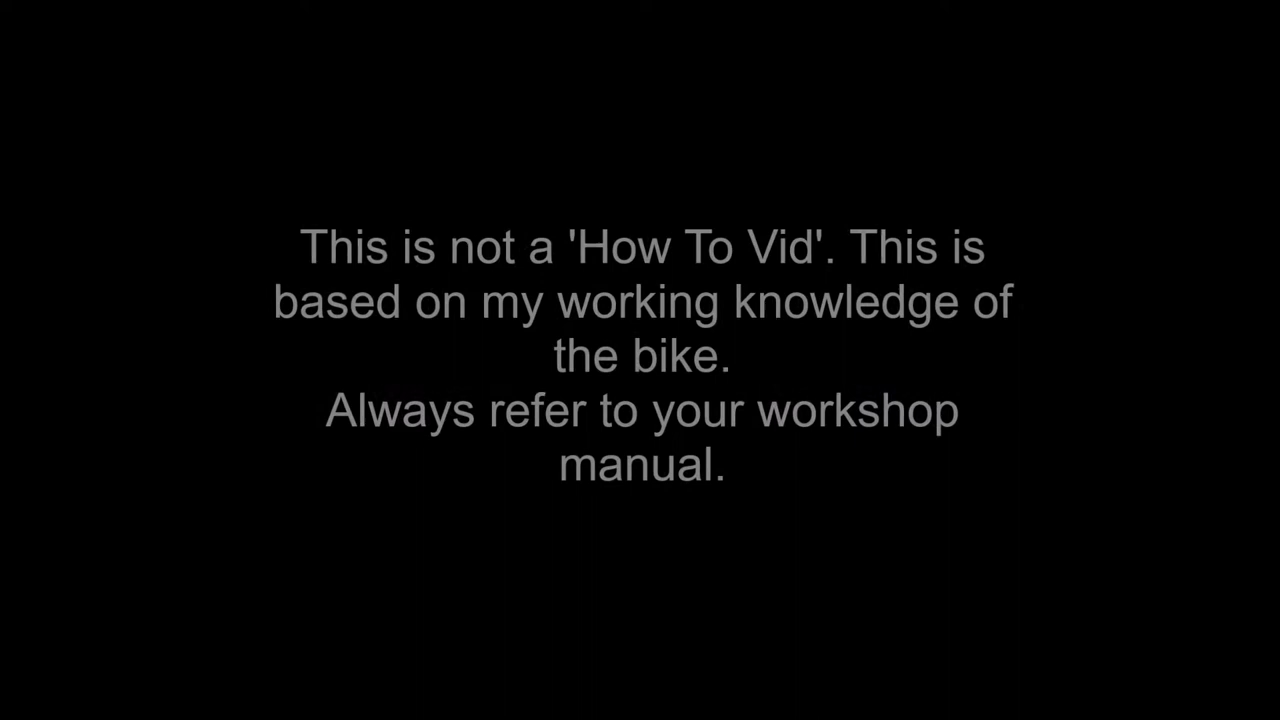 This is not a 'How To Vid'. This is
based on my working knowledge of
the bike.
Always refer to your workshop
manual.